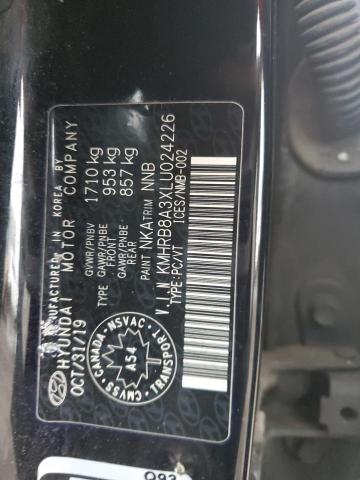 MANUFACTURED IN KOREA BY
HYUNDAI MOTOR COMPANY
OCT/31/19
GVWR/PNBV 1710 kg
GAWR/PNBE FRONT 953 kg
GAWR/PNBE REAR 857 kg
PAINT NKA TRIM NNB
V I N KMHRB8A3XLU024226
TYPE:PC/VT ICES/NMB-002
CANADA-NSVAC
A54
CMVSS TRANSPORT
093